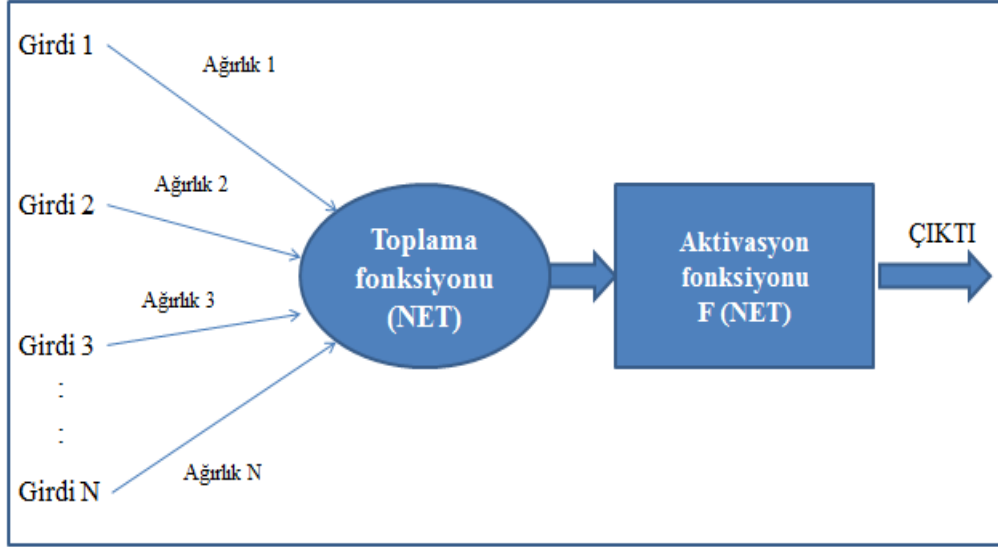 Girdi 1
Ağırlık 1
Girdi 2
Ağırlık 2
Girdi 3
Ağırlık 3
:
:
Girdi N
Ağırlık N
Toplama
fonksiyonu
(NET)
Aktivasyon
fonksiyonu
F (NET)
ÇIKTI